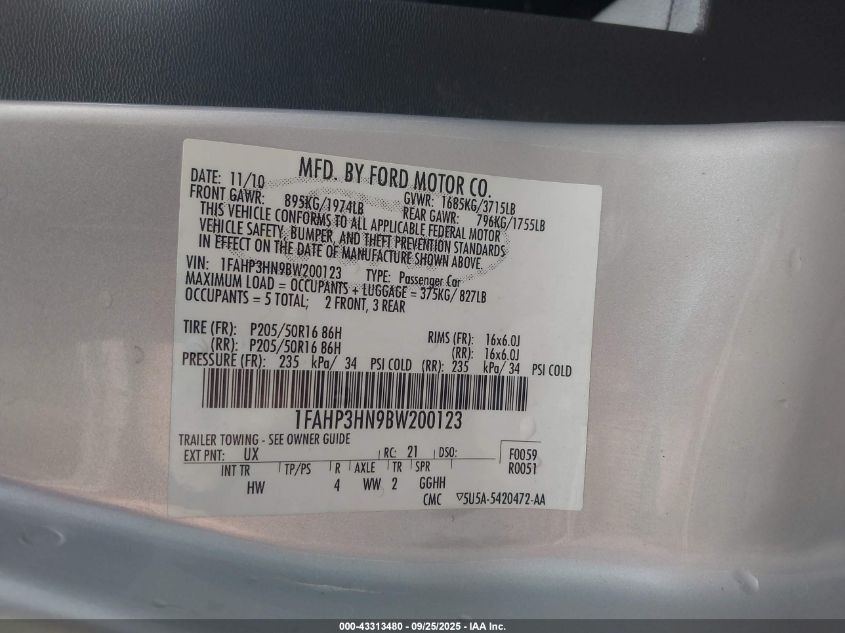 MFD. BY FORD MOTOR CO.
DATE: 11/10 GVWR: 1685KG/3715LB
FRONT GAWR: 895KG/1974LB REAR GAWR: 796KG/1755LB
THIS VEHICLE CONFORMS TO ALL APPLICABLE FEDERAL MOTOR
VEHICLE SAFETY, BUMPER, AND THEFT PREVENTION STANDARDS
IN EFFECT ON THE DATE OF MANUFACTURE SHOWN ABOVE.
VIN: 1FAHP3HN9BW200123 TYPE: Passenger Car
MAXIMUM LOAD = OCCUPANTS + LUGGAGE = 375KG/ 827LB
OCCUPANTS = 5 TOTAL; 2 FRONT, 3 REAR
TIRE (FR): P205/50R16 86H RIMS (FR): 16x6.0J
(RR): P205/50R16 86H (RR): 16x6.0J
PRESSURE (FR): 235 kPa/ 34 PSI COLD (RR): 235 kPa/ 34 PSI COLD
1FAHP3HN9BW200123
TRAILER TOWING - SEE OWNER GUIDE
EXT PNT: UX RC: 21 DSO: F0059
R0051
INT TR TP/PS R AXLE TR SPR
HW 4 WW 2 GGHH
CMC ▽5U5A-5420472-AA
000-43313480 - 09/25/2025 - IAA Inc.